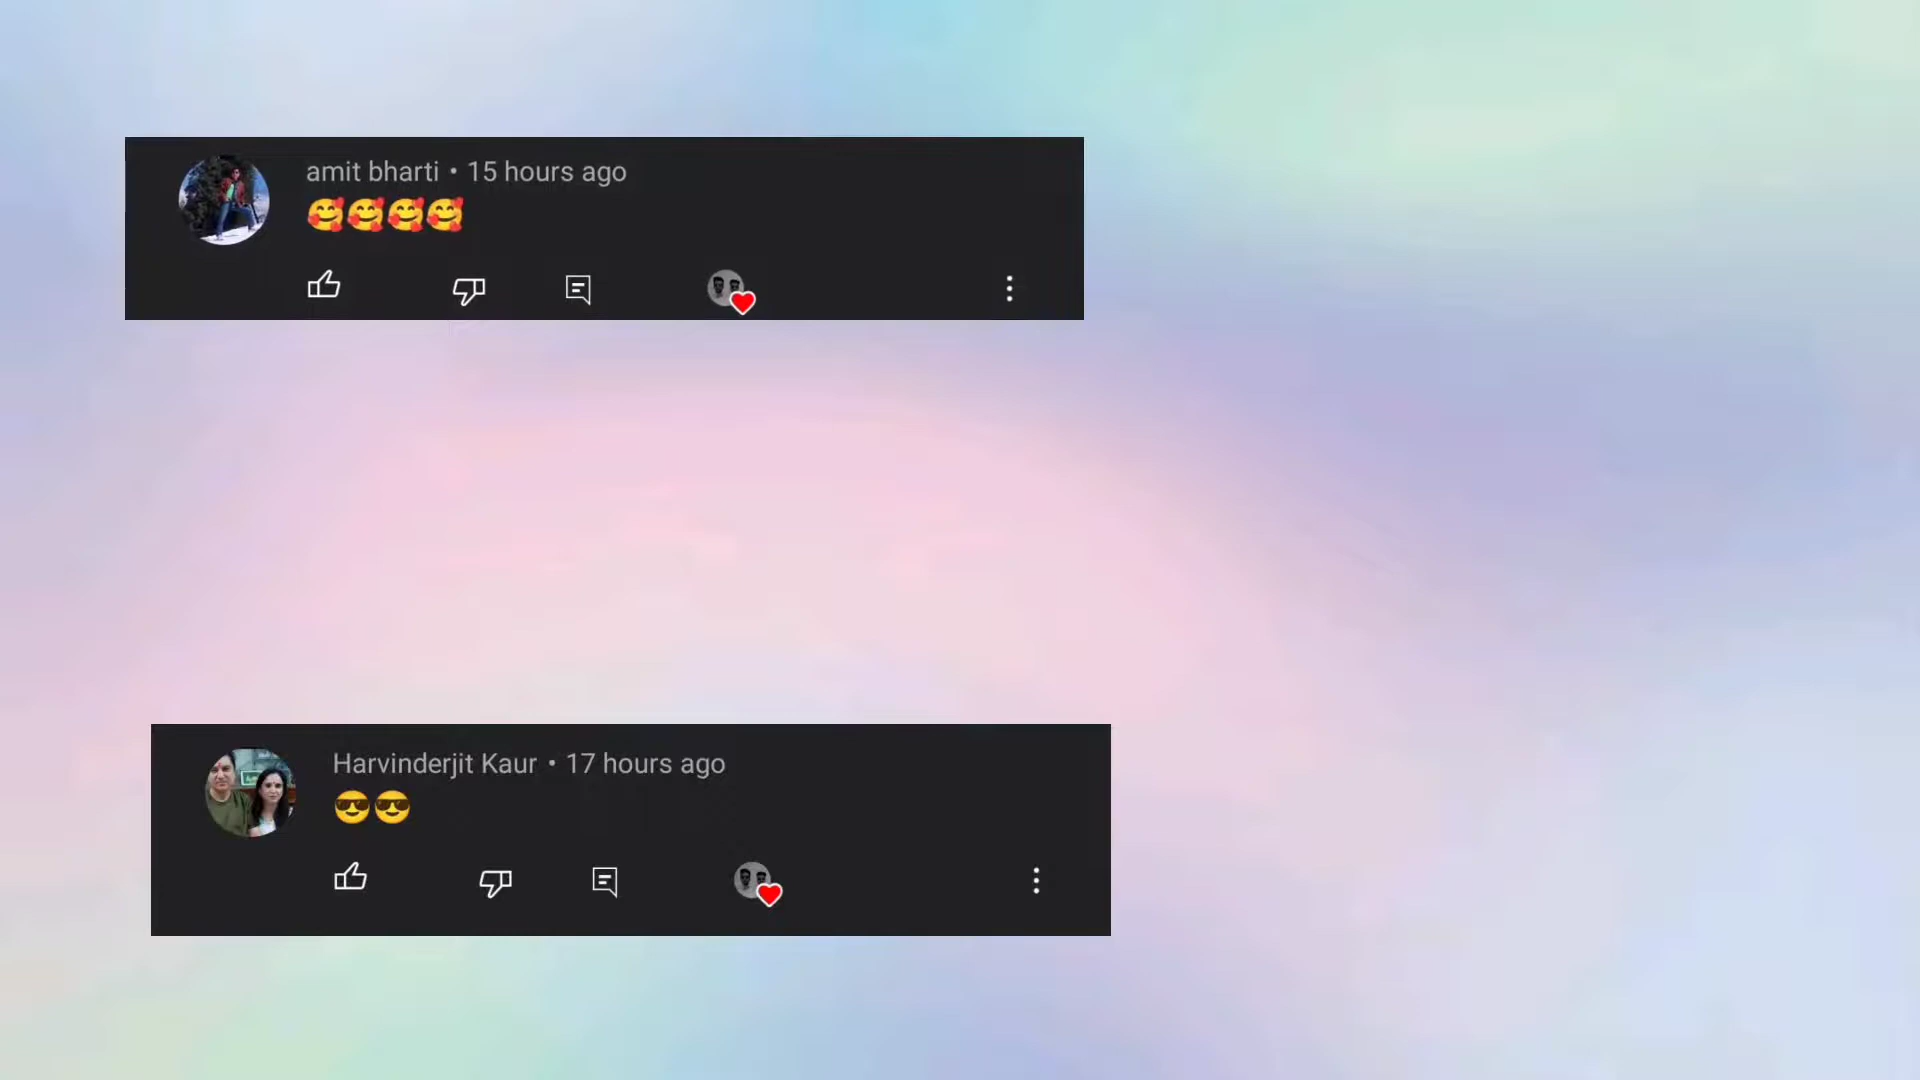 amit bharti • 15 hours ago
🥰🥰🥰🥰
Harvinderjit Kaur • 17 hours ago
😎😎